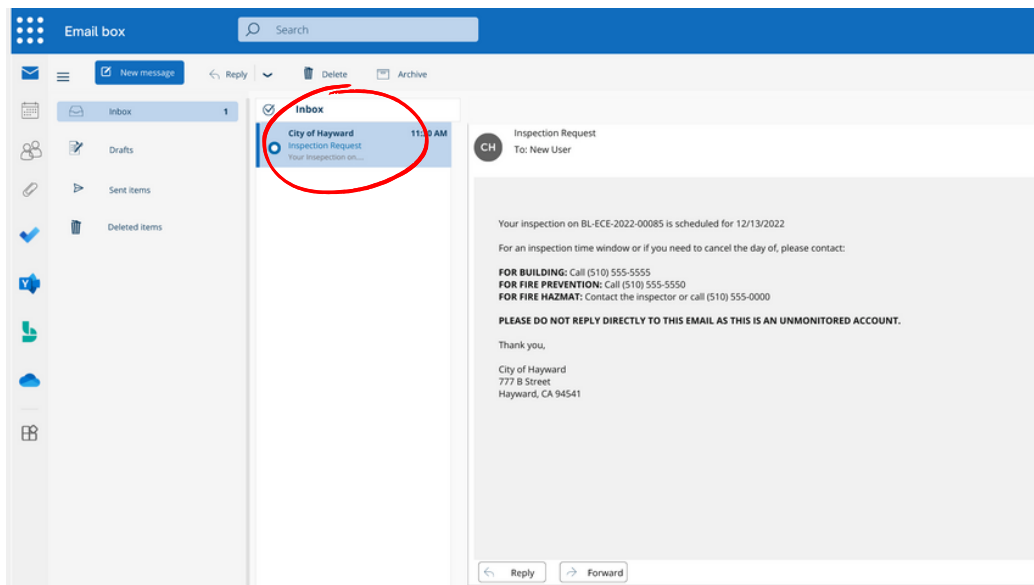 Email box
Search
New message
Reply
Delete
Archive
Inbox 1
Drafts
Sent items
Deleted items
Inbox
City of Hayward 11:20 AM
Inspection Request
Your Insepection on....
CH
Inspection Request
To: New User
Your inspection on BL-ECE-2022-00085 is scheduled for 12/13/2022
For an inspection time window or if you need to cancel the day of, please contact:
FOR BUILDING: Call (510) 555-5555
FOR FIRE PREVENTION: Call (510) 555-5550
FOR FIRE HAZMAT: Contact the inspector or call (510) 555-0000
PLEASE DO NOT REPLY DIRECTLY TO THIS EMAIL AS THIS IS AN UNMONITORED ACCOUNT.
Thank you,
City of Hayward
777 B Street
Hayward, CA 94541
Reply
Forward